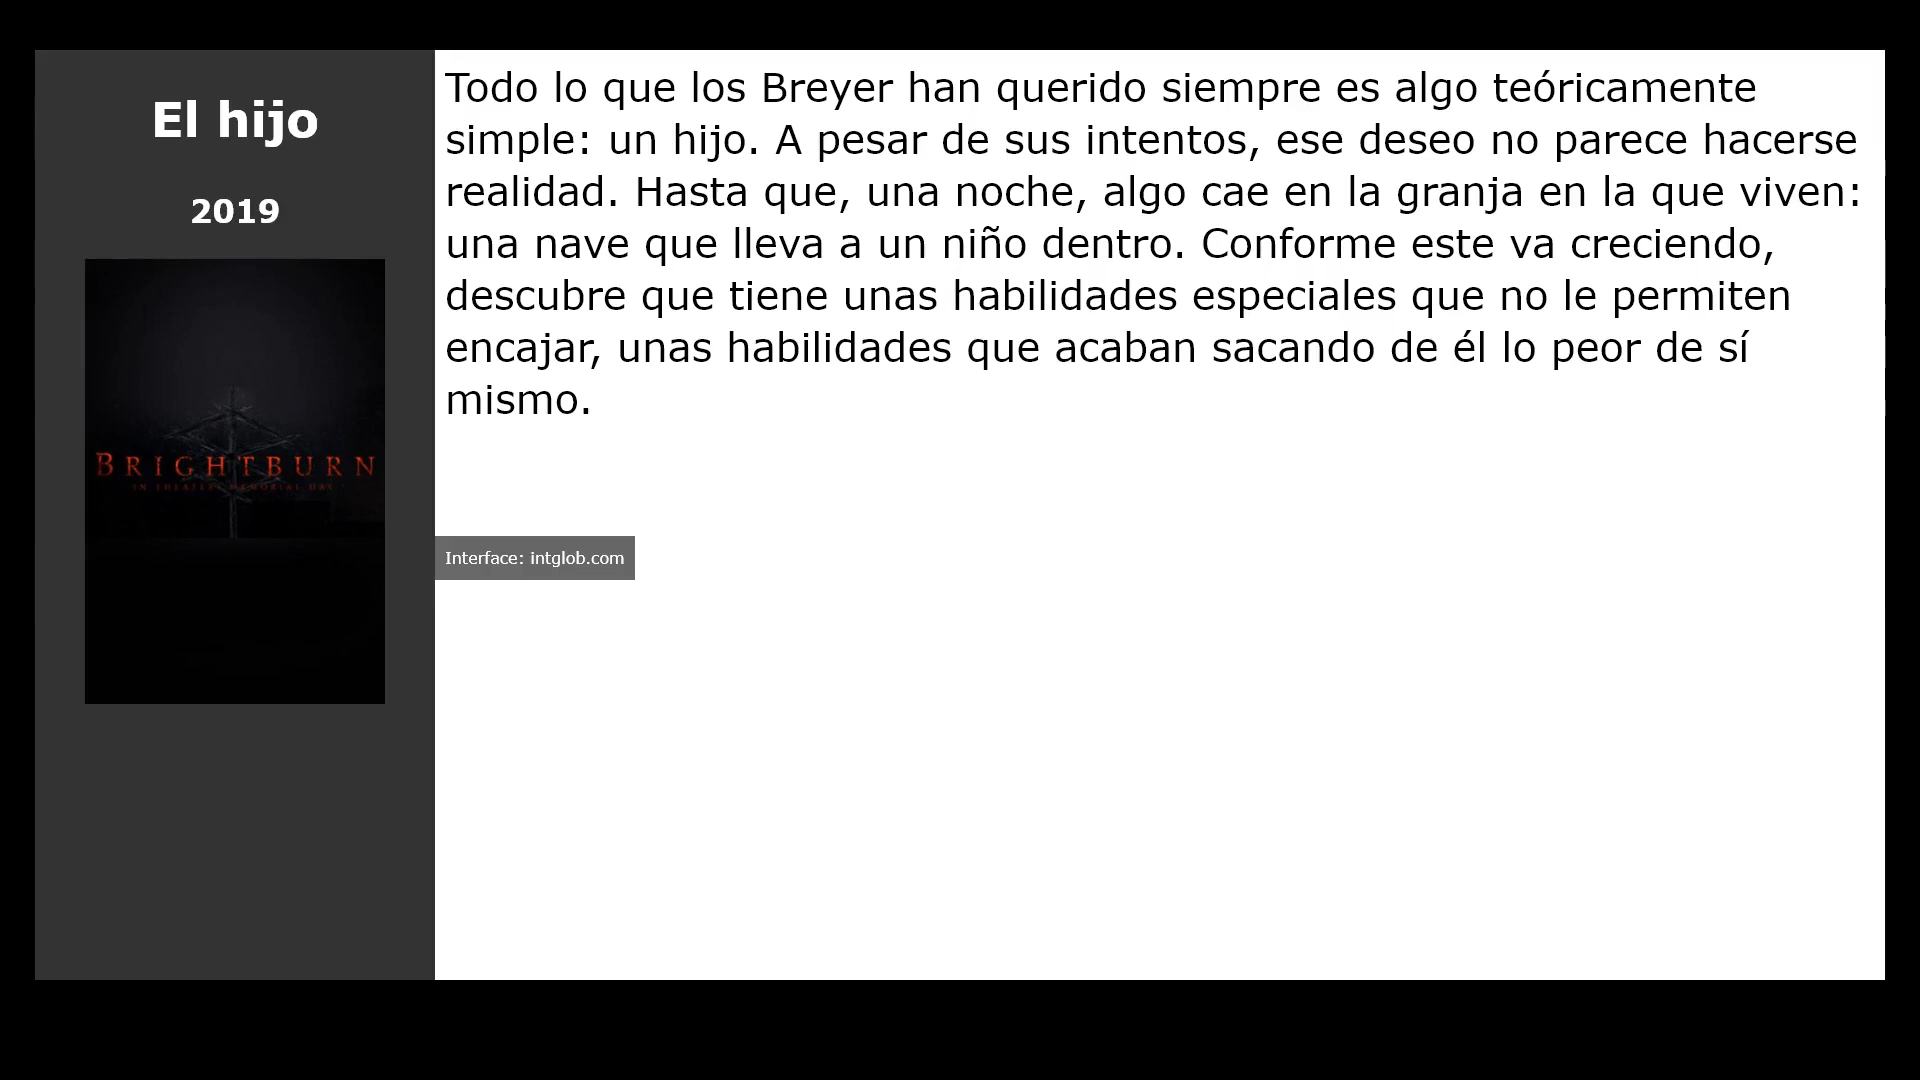 El hijo
2019
BRIGHTBURN
IN THEATERS MEMORIAL DAY
Todo lo que los Breyer han querido siempre es algo teóricamente
simple: un hijo. A pesar de sus intentos, ese deseo no parece hacerse
realidad. Hasta que, una noche, algo cae en la granja en la que viven:
una nave que lleva a un niño dentro. Conforme este va creciendo,
descubre que tiene unas habilidades especiales que no le permiten
encajar, unas habilidades que acaban sacando de él lo peor de sí
mismo.
Interface: intglob.com